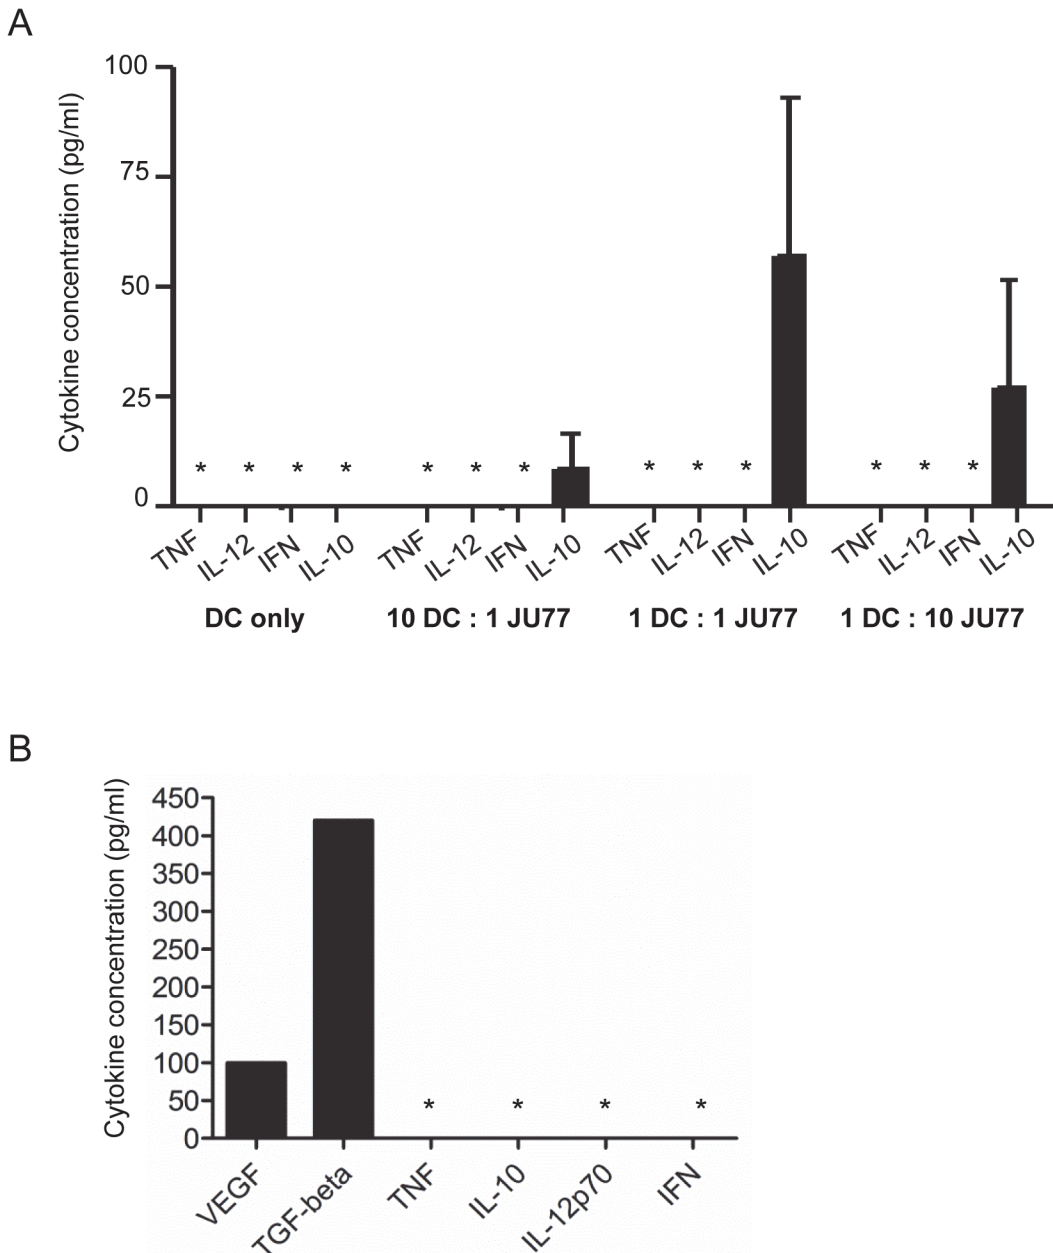 A
Cytokine concentration (pg/ml)
100
75
50
25
0
* * * * * * * * * * * * *
TNF IL-12 IFN IL-10 TNF IL-12 IFN IL-10 TNF IL-12 IFN IL-10 TNF IL-12 IFN IL-10
DC only 10 DC : 1 JU77 1 DC : 1 JU77 1 DC : 10 JU77
B
Cytokine concentration (pg/ml)
450
400
350
300
250
200
150
100
50
0
* * * *
VEGF TGF-beta TNF IL-10 IL-12p70 IFN